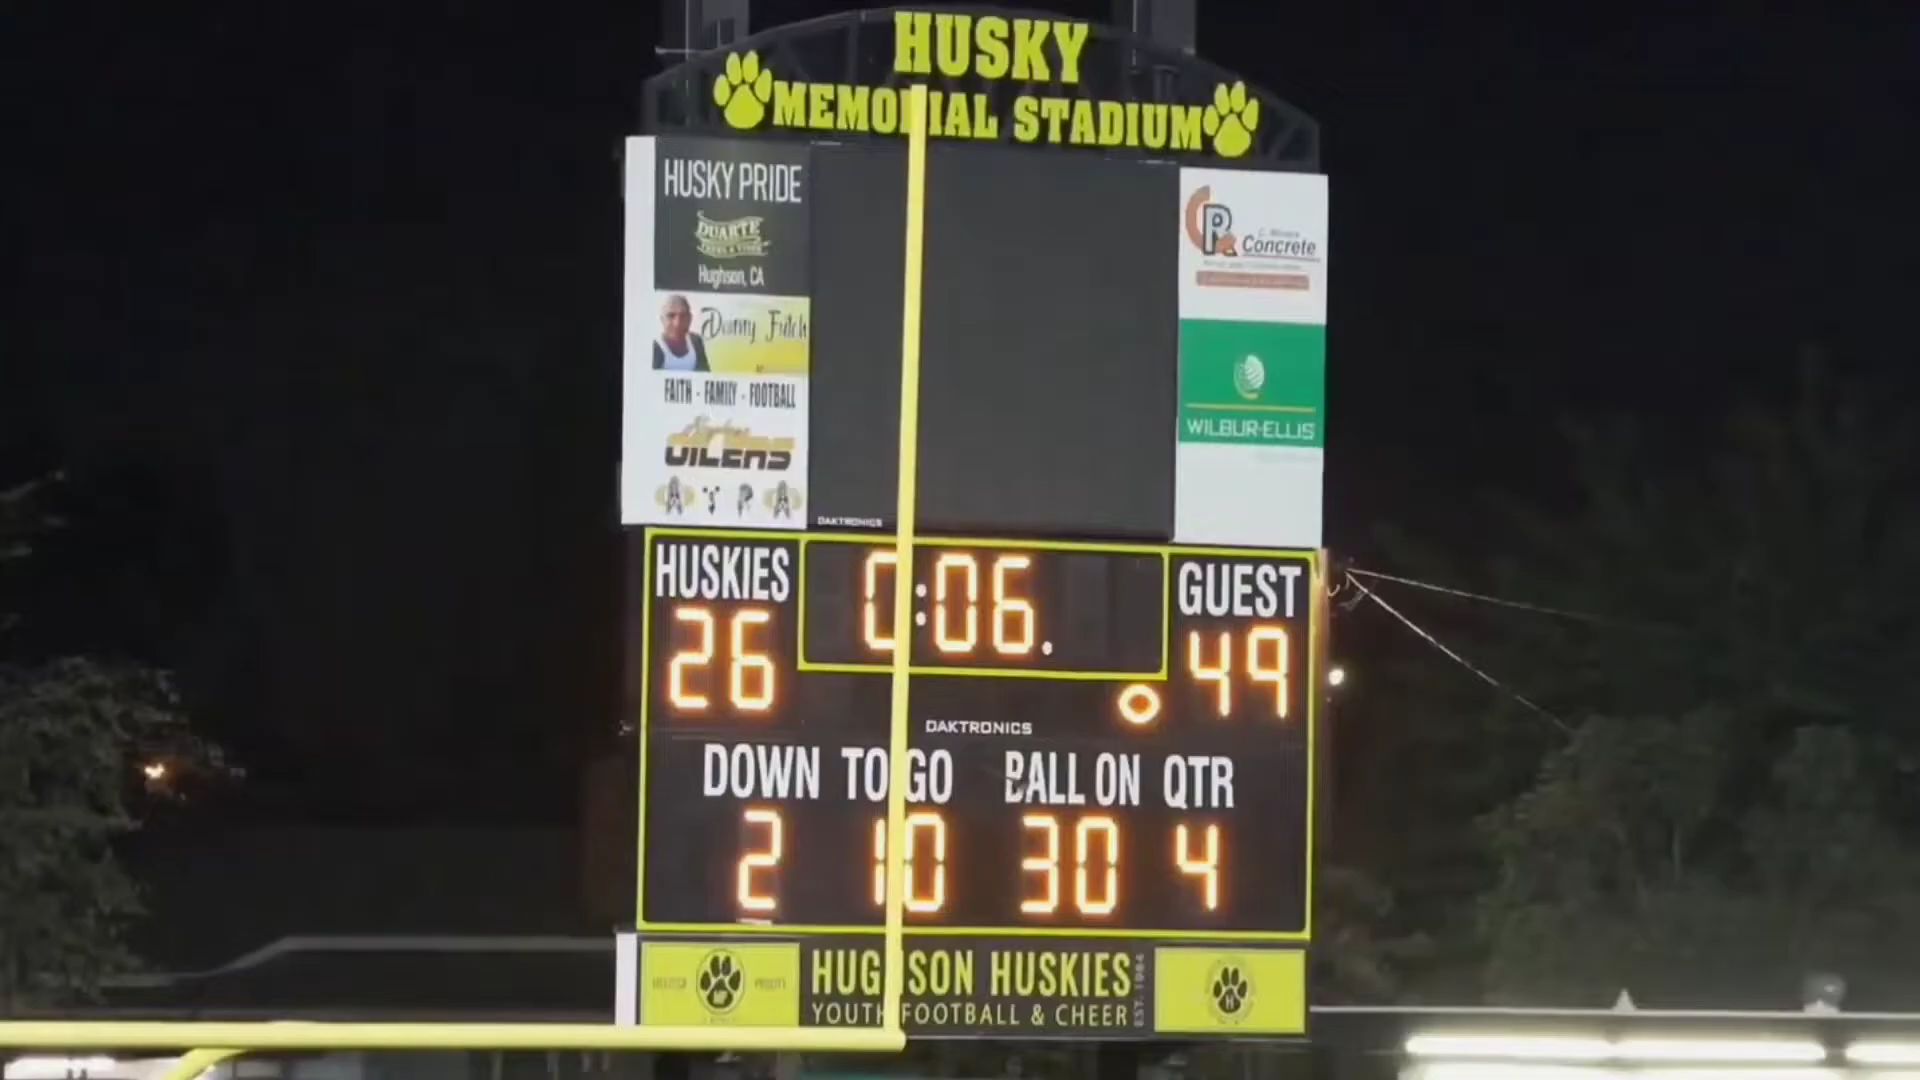 HUSKY
MEMORIAL STADIUM
HUSKY PRIDE
DUARTE
Hughson, CA
Danny Fritch
FAITH - FAMILY - FOOTBALL
OILERS
DAKTRONICS
Concrete
WILBUR-ELLIS
HUSKIES
26
0:06.
GUEST
49
DAKTRONICS
DOWN TO GO BALL ON QTR
2 10 30 4
HUGHSON HUSKIES
YOUTH FOOTBALL & CHEER
EST. 1984
H